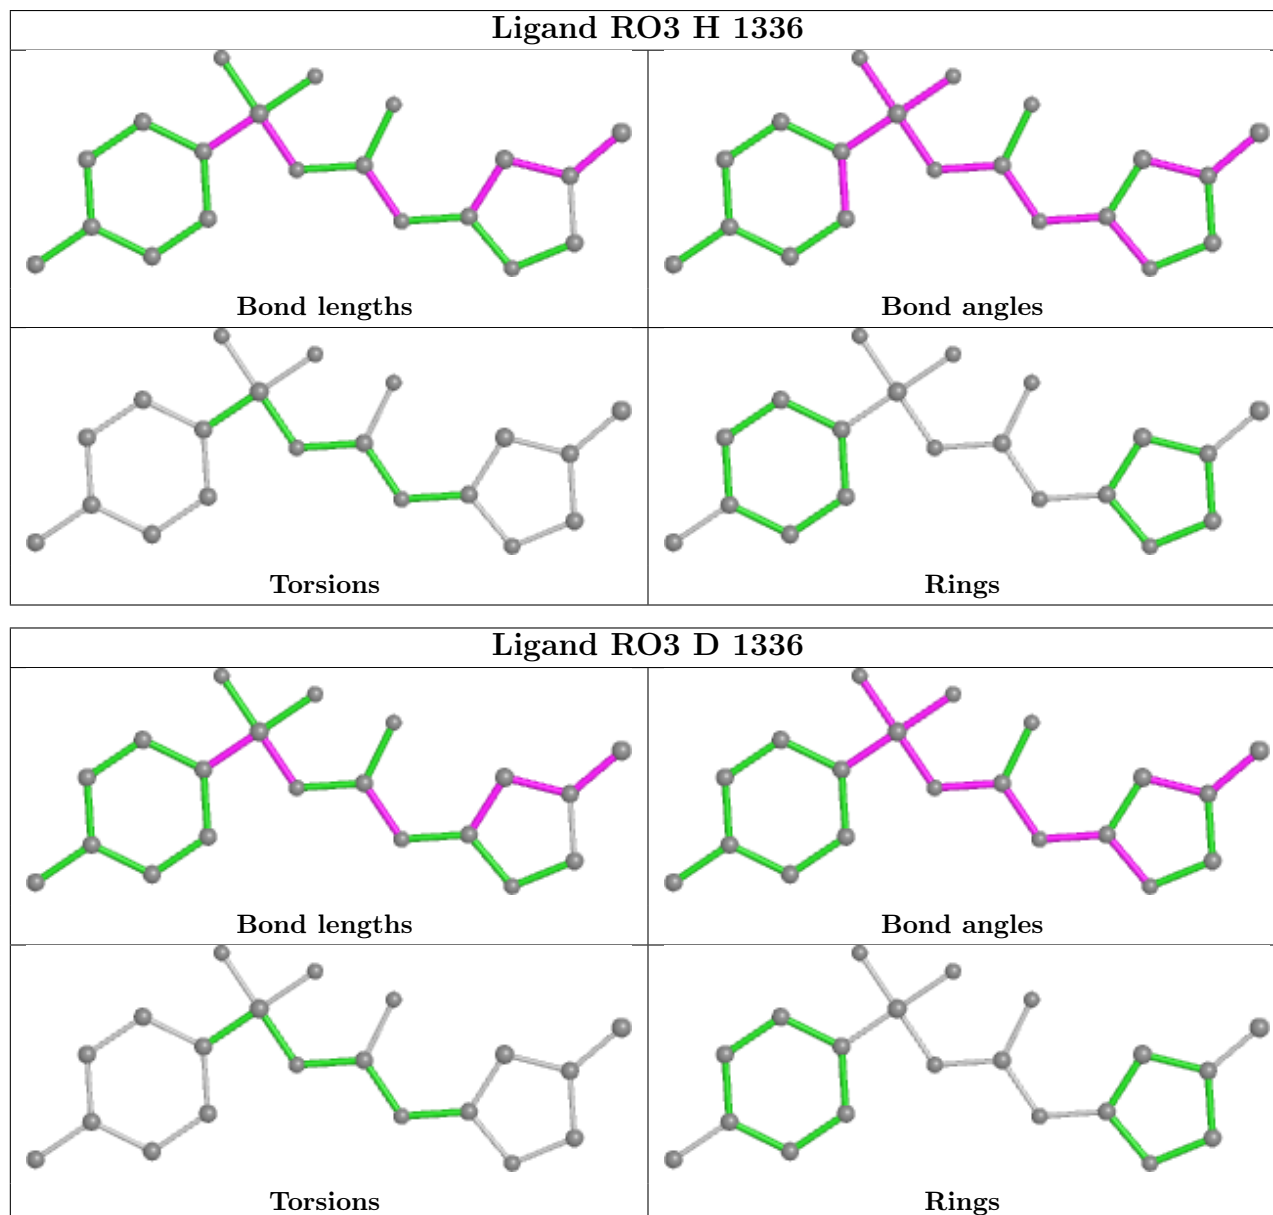 Ligand RO3 H 1336
Bond lengths
Bond angles
Torsions
Rings
Ligand RO3 D 1336
Bond lengths
Bond angles
Torsions
Rings